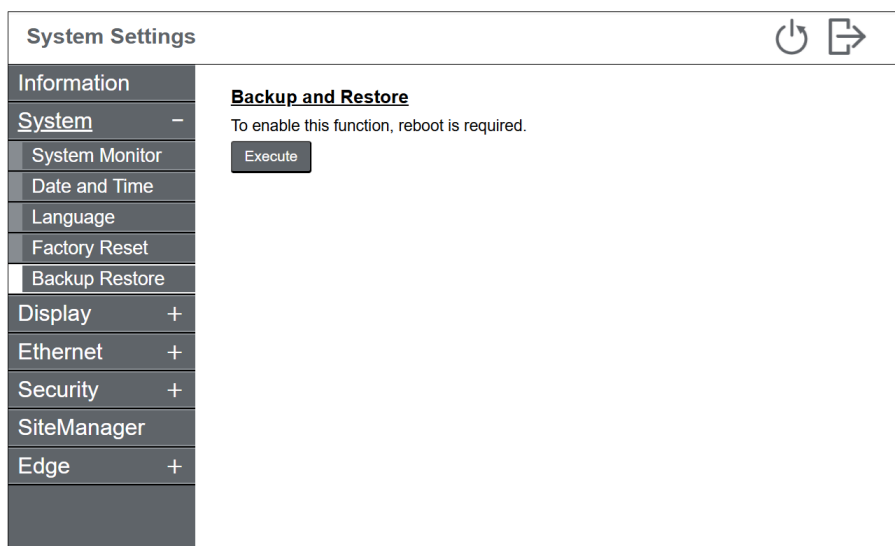 System Settings
Information
System −
System Monitor
Date and Time
Language
Factory Reset
Backup Restore
Display +
Ethernet +
Security +
SiteManager
Edge +
Backup and Restore
To enable this function, reboot is required.
Execute